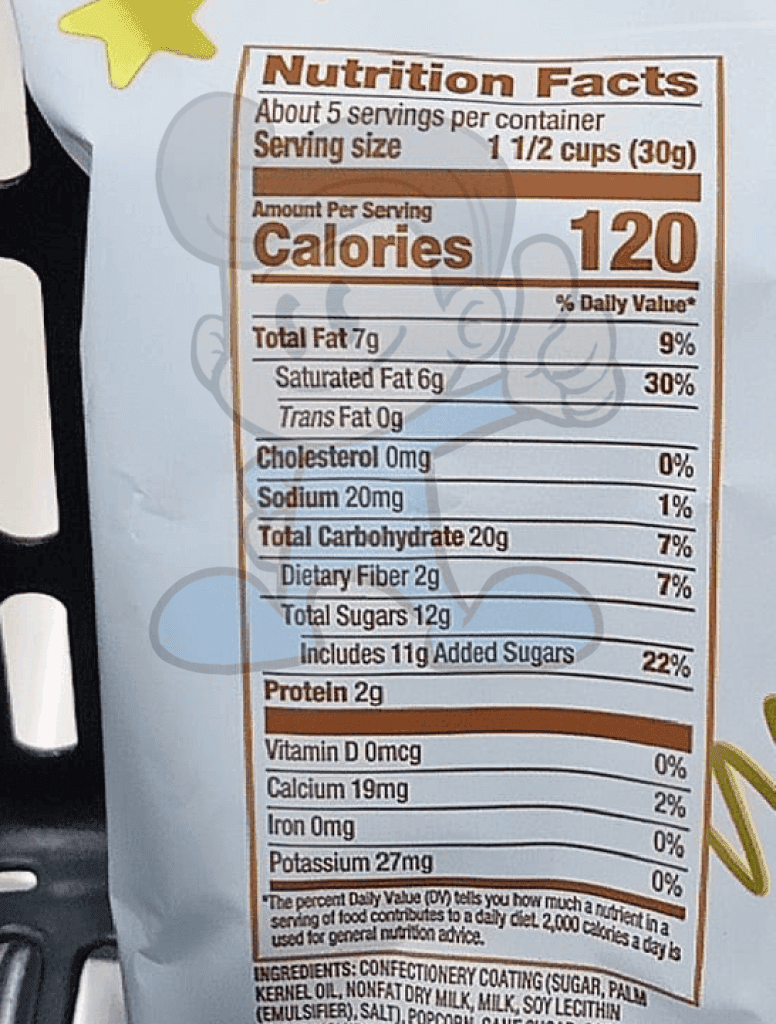 Nutrition Facts
About 5 servings per container
Serving size 1 1/2 cups (30g)
Amount Per Serving
Calories 120
% Daily Value*
Total Fat 7g 9%
Saturated Fat 6g 30%
Trans Fat 0g
Cholesterol 0mg 0%
Sodium 20mg 1%
Total Carbohydrate 20g 7%
Dietary Fiber 2g 7%
Total Sugars 12g
Includes 11g Added Sugars 22%
Protein 2g
Vitamin D 0mcg 0%
Calcium 19mg 2%
Iron 0mg 0%
Potassium 27mg 0%
*The percent Daily Value (DV) tells you how much a nutrient in a
serving of food contributes to a daily diet. 2,000 calories a day is
used for general nutrition advice.
INGREDIENTS: CONFECTIONERY COATING (SUGAR, PALM
KERNEL OIL, NONFAT DRY MILK, MILK, SOY LECITHIN
(EMULSIFIER), SALT), POPCORN,